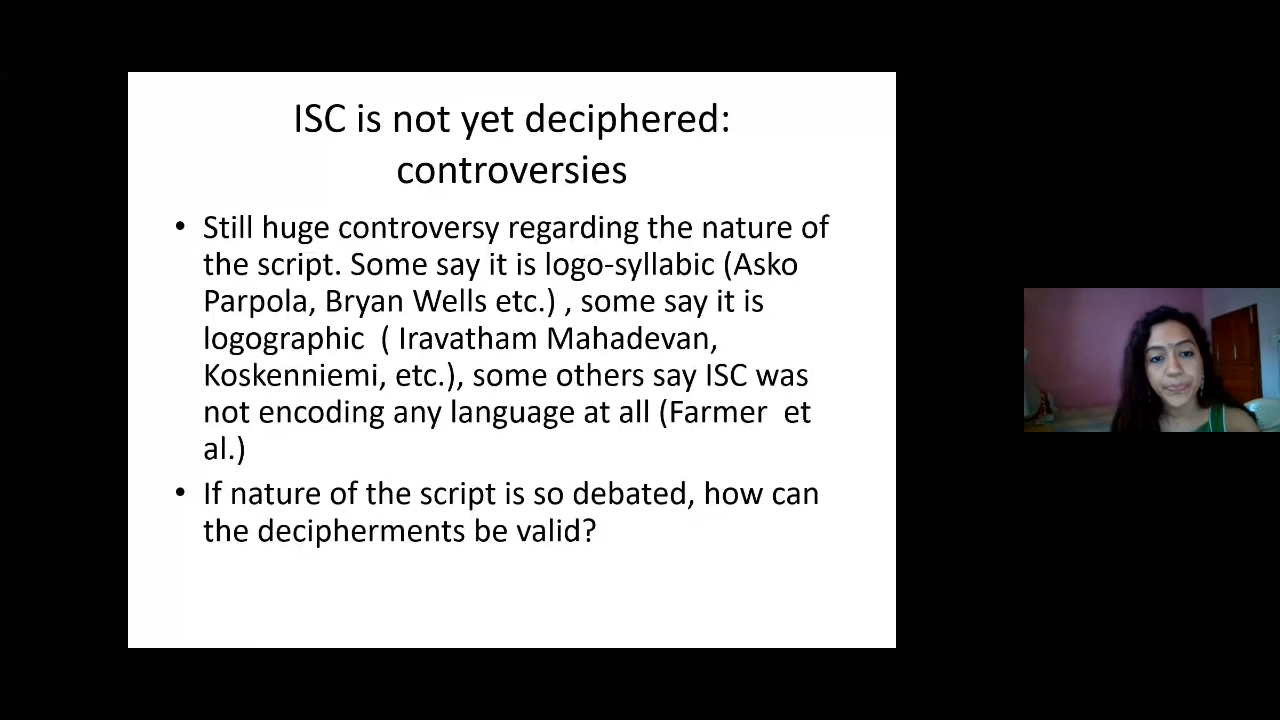 ISC is not yet deciphered:
controversies
• Still huge controversy regarding the nature of
the script. Some say it is logo-syllabic (Asko
Parpola, Bryan Wells etc.) , some say it is
logographic  ( Iravatham Mahadevan,
Koskenniemi, etc.), some others say ISC was
not encoding any language at all (Farmer  et
al.)
• If nature of the script is so debated, how can
the decipherments be valid?